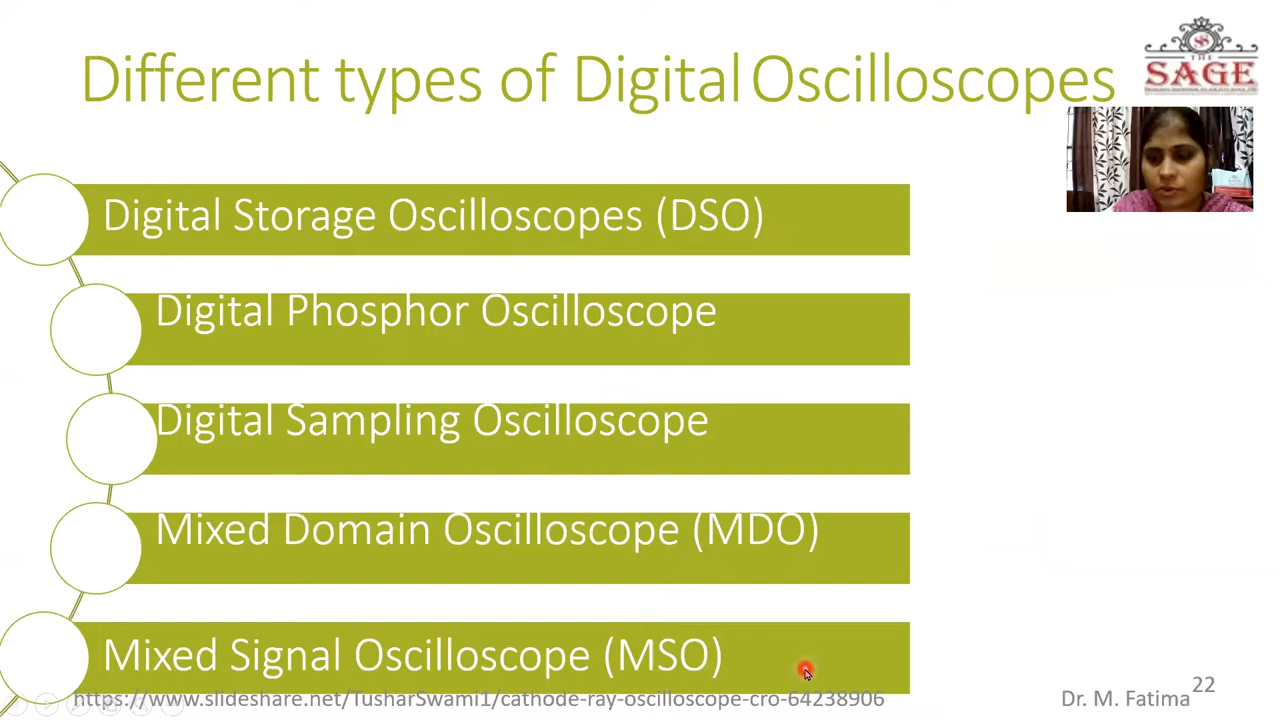 Different types of Digital Oscilloscopes
THE
SAGE
Digital Storage Oscilloscopes (DSO)
Digital Phosphor Oscilloscope
Digital Sampling Oscilloscope
Mixed Domain Oscilloscope (MDO)
Mixed Signal Oscilloscope (MSO)
https://www.slideshare.net/TusharSwami1/cathode-ray-oscilloscope-cro-64238906
Dr. M. Fatima
22